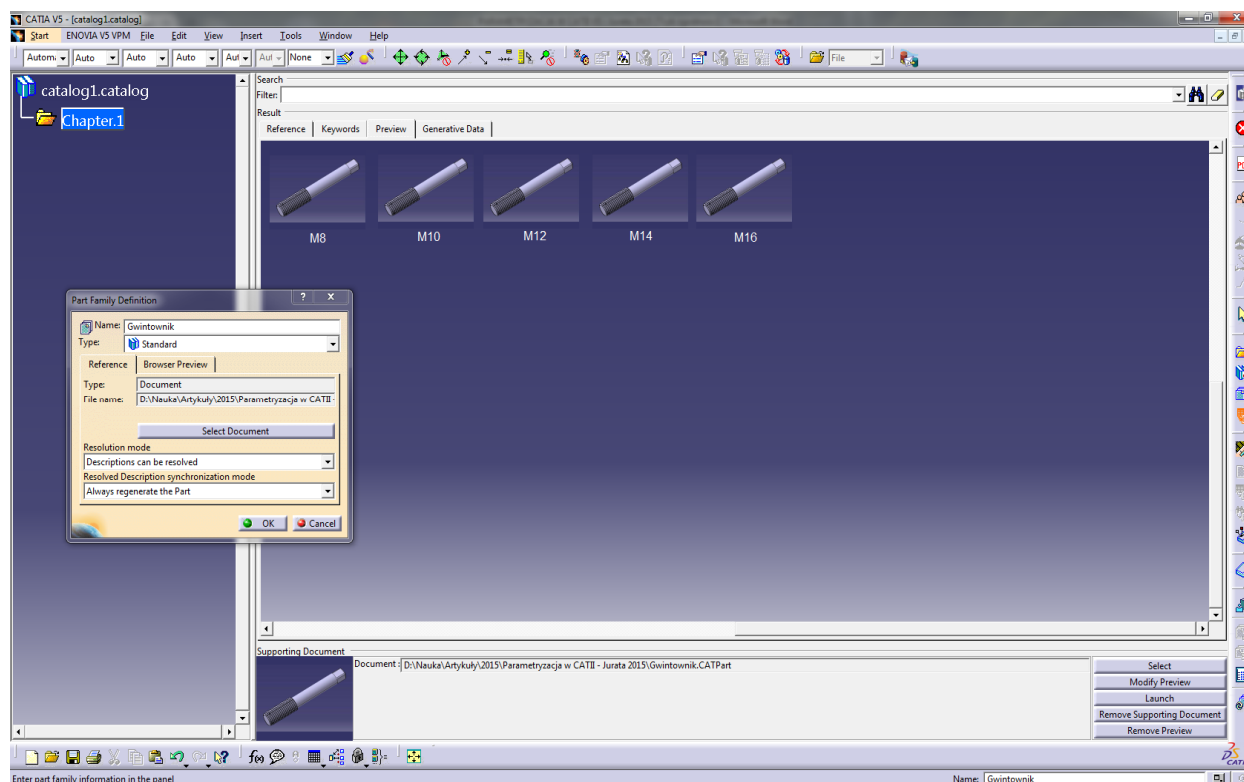 CATIA V5 - [catalog1.catalog]
Start ENOVIA V5 VPM File Edit View Insert Tools Window Help
Autom Auto Auto Auto Aut Aut None File
catalog1.catalog
Chapter.1
Search
Filter:
Result
Reference Keywords Preview Generative Data
M8 M10 M12 M14 M16
Part Family Definition
Name: Gwintownik
Type: Standard
Reference Browser Preview
Type: Document
File name: D:\Nauka\Artykuły\2015\Parametryzacja w CATII -
Select Document
Resolution mode
Descriptions can be resolved
Resolved Description synchronization mode
Always regenerate the Part
OK Cancel
Supporting Document
Document : D:\Nauka\Artykuły\2015\Parametryzacja w CATII - Jurata 2015\Gwintownik.CATPart
Select
Modify Preview
Launch
Remove Supporting Document
Remove Preview
Enter part family information in the panel Name: Gwintownik